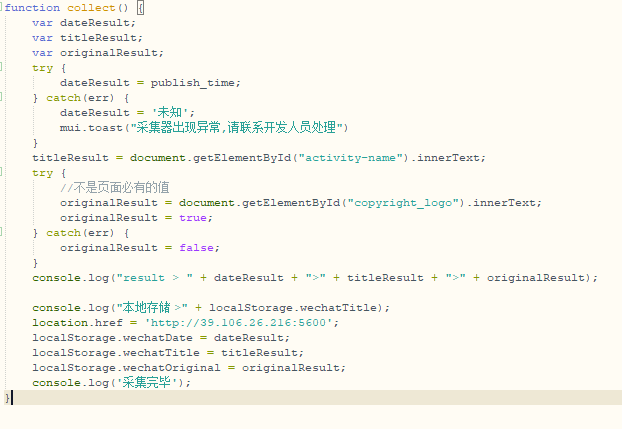 function collect() {
var dateResult;
var titleResult;
var originalResult;
try {
dateResult = publish_time;
} catch(err) {
dateResult = '未知';
mui.toast("采集器出现异常,请联系开发人员处理")
}
titleResult = document.getElementById("activity-name").innerText;
try {
//不是页面必有的值
originalResult = document.getElementById("copyright_logo").innerText;
originalResult = true;
} catch(err) {
originalResult = false;
}
console.log("result > " + dateResult + ">" + titleResult + ">" + originalResult);
console.log("本地存储 >" + localStorage.wechatTitle);
location.href = 'http://39.106.26.216:5600';
localStorage.wechatDate = dateResult;
localStorage.wechatTitle = titleResult;
localStorage.wechatOriginal = originalResult;
console.log('采集完毕');
}